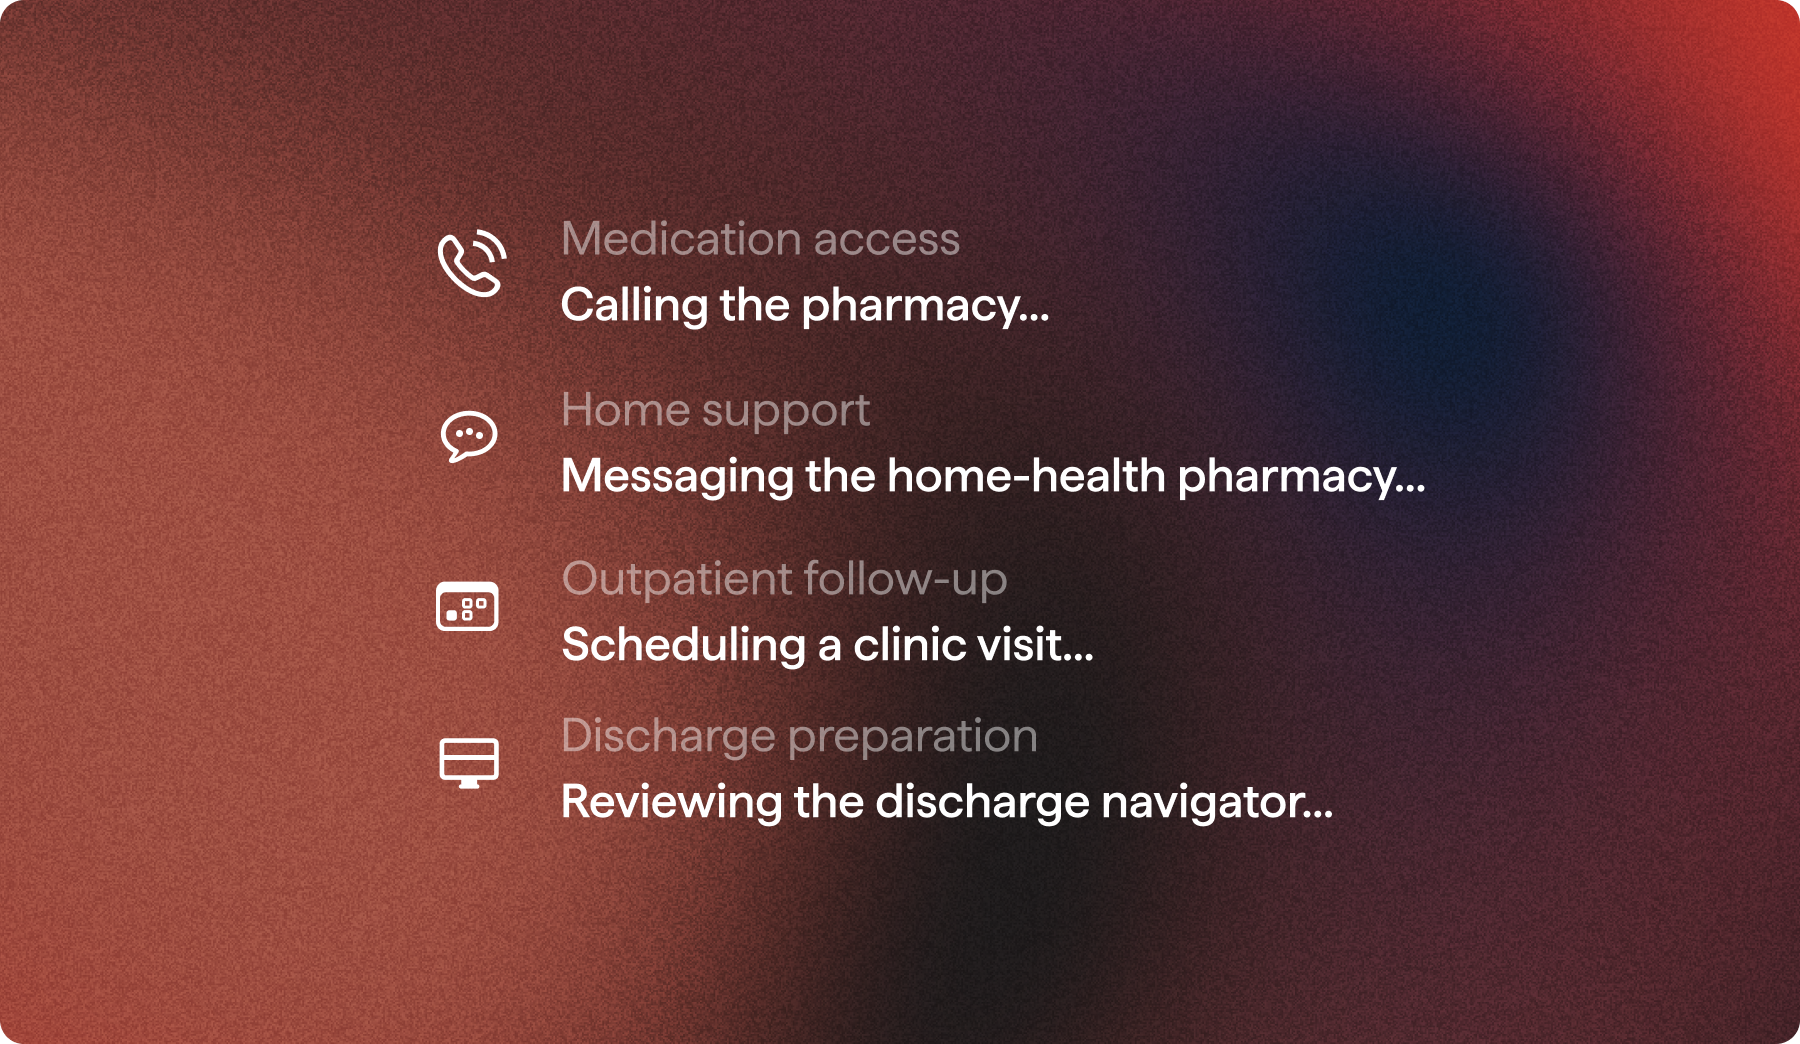 Medication access
Calling the pharmacy...
Home support
Messaging the home-health pharmacy...
Outpatient follow-up
Scheduling a clinic visit...
Discharge preparation
Reviewing the discharge navigator...